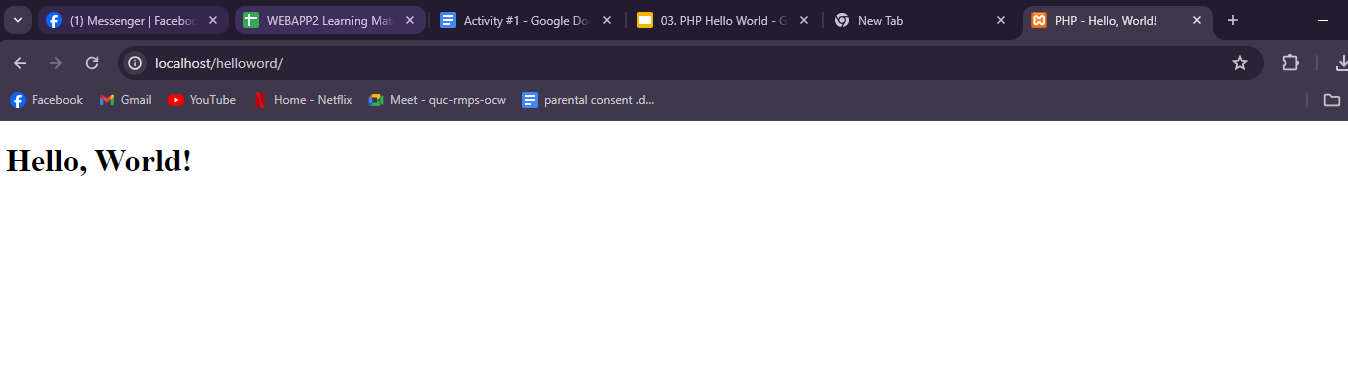 (1) Messenger | Faceboo
WEBAPP2 Learning Mat
Activity #1 - Google Do
03. PHP Hello World - G
New Tab
PHP - Hello, World!
localhost/helloword/
Facebook
Gmail
YouTube
Home - Netflix
Meet - quc-rmps-ocw
parental consent .d...
Hello, World!